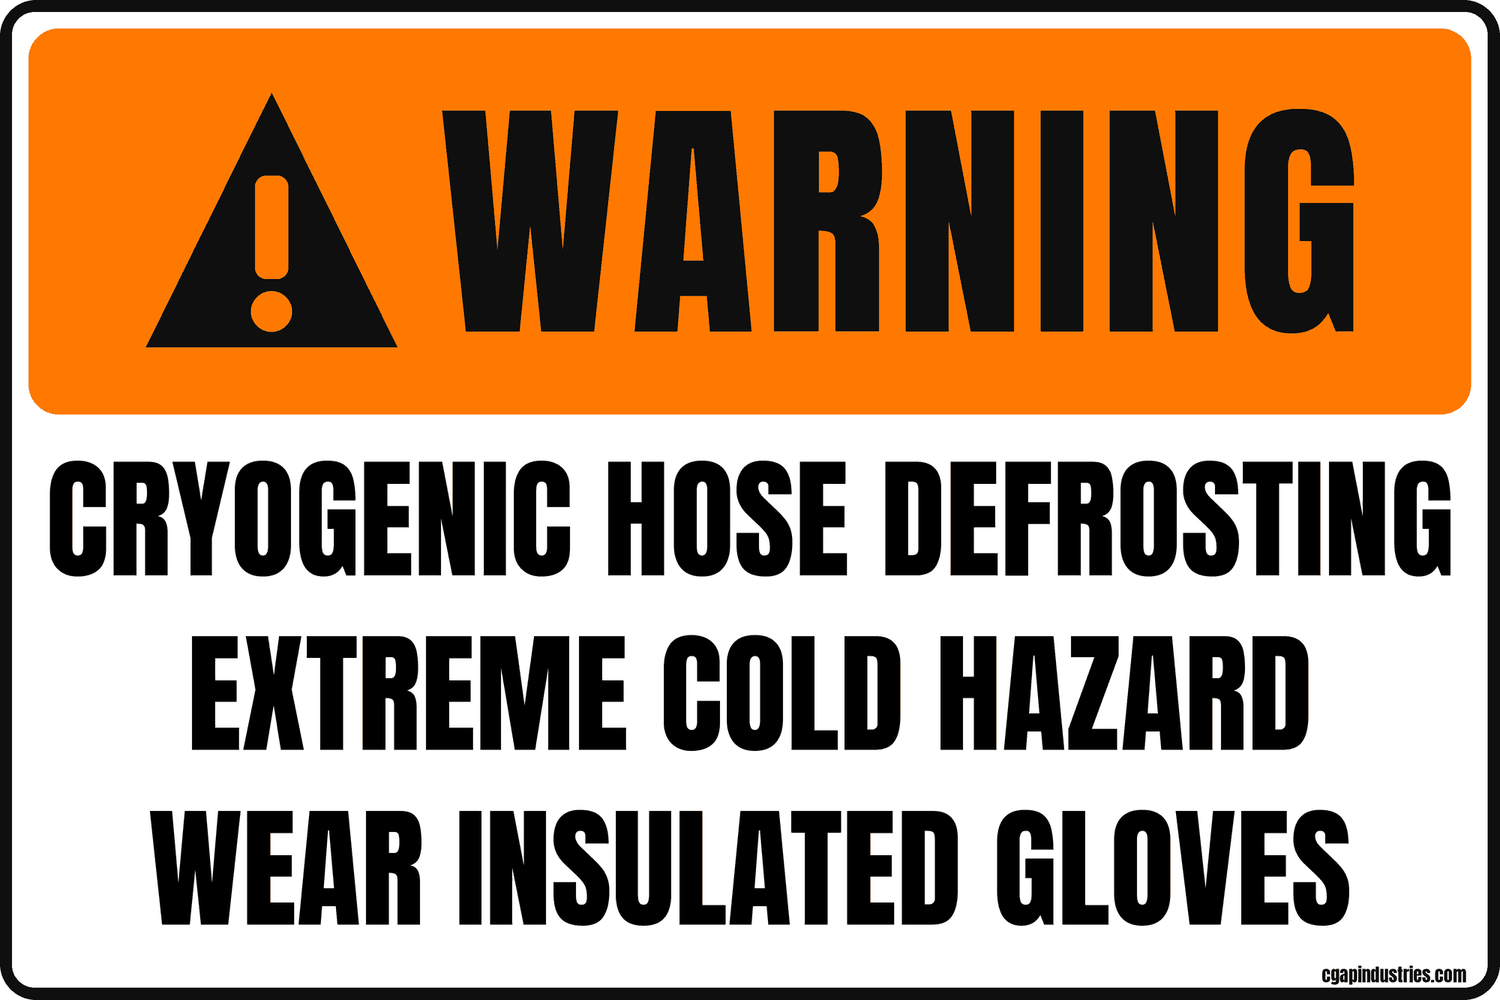 WARNING
CRYOGENIC HOSE DEFROSTING
EXTREME COLD HAZARD
WEAR INSULATED GLOVES
cgapindustries.com